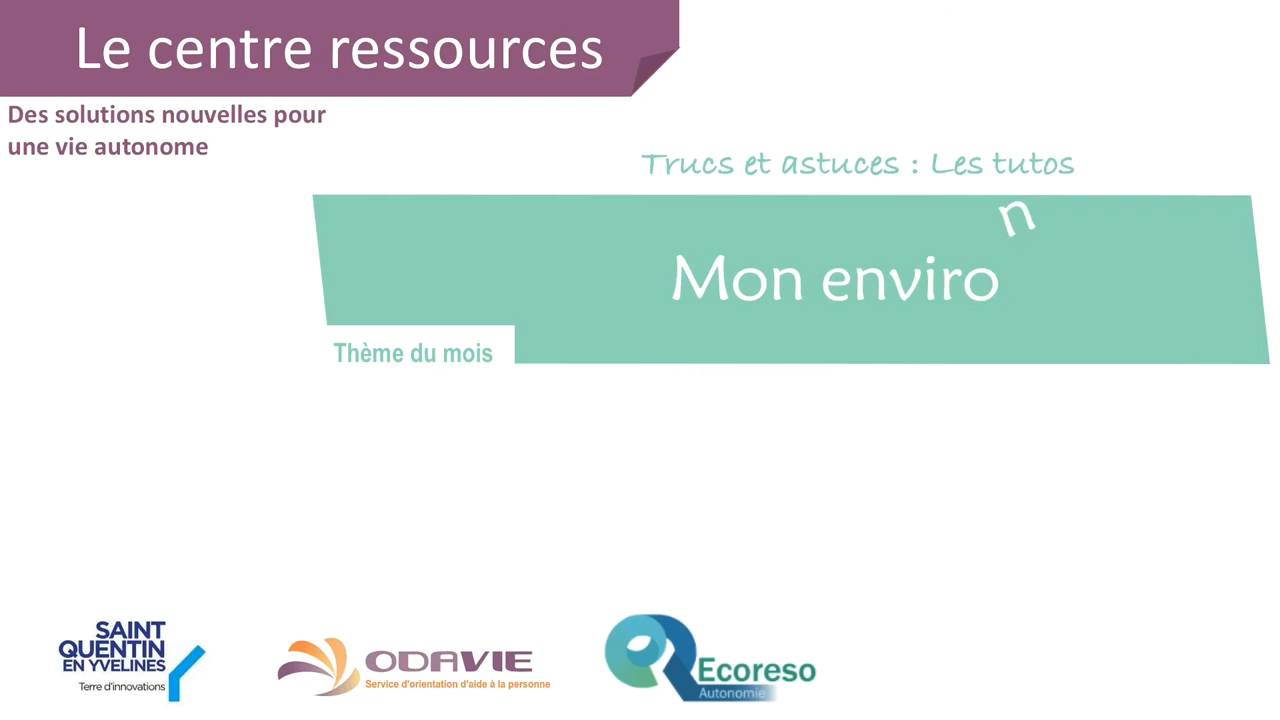 Le centre ressources
Des solutions nouvelles pour
une vie autonome
Trucs et astuces : Les tutos
Mon environ
Thème du mois
SAINT
QUENTIN
EN YVELINES
Terre d'innovations
ODAVIE
Service d'orientation d'aide à la personne
Ecoreso
Autonomie